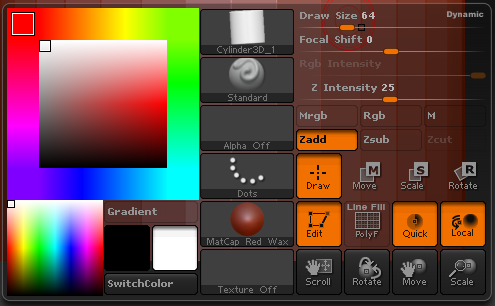 Draw Size 64
Dynamic
Focal Shift 0
Rgb Intensity
Z Intensity 25
Mrgb Rgb M
Zadd Zsub Zcut
Draw Move Scale Rotate
M S R
Line Fill
Edit PolyF Quick Local
Scroll Rotate Move Scale
Cylinder3D_1
Standard
Alpha Off
Dots
MatCap Red Wax
Texture Off
Gradient
SwitchColor